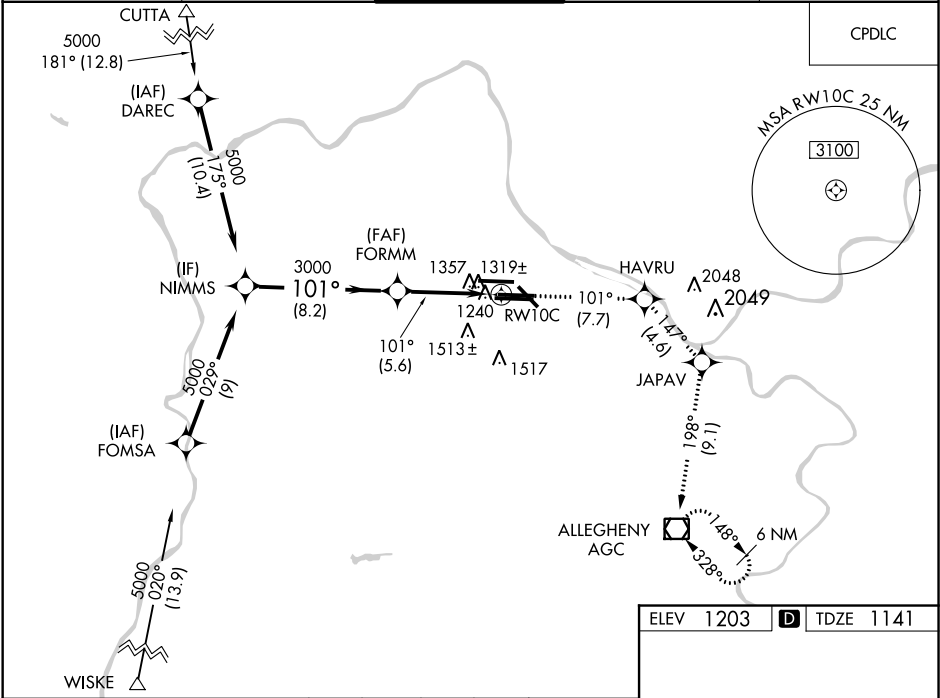 CUTTA
5000
181° (12.8)
(IAF)
DAREC
5000
175°
(10.4)
CPDLC
MSA RW10C 25 NM
3100
(IF)
NIMMS
3000
101°
(8.2)
(FAF)
FORMM
1357
1319±
1240
RW10C
1513±
1517
101°
(5.6)
101°
(7.7)
HAVRU
2048
2049
147°
(4.6)
JAPAV
198°
(9.1)
5000
029°
(9)
(IAF)
FOMSA
ALLEGHENY
AGC
148°
328°
6 NM
5000
020°
(13.9)
WISKE
ELEV 1203 D TDZE 1141